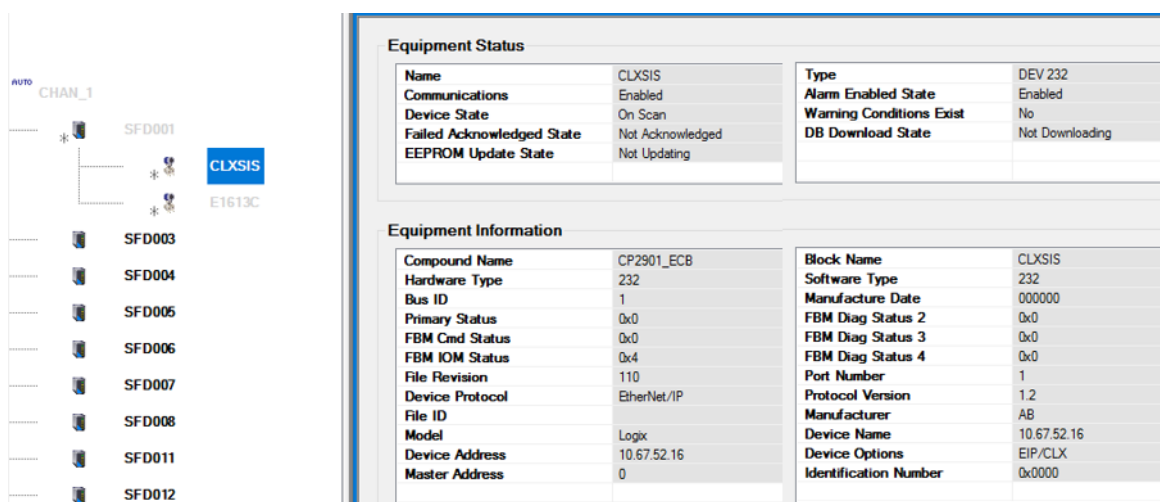 AUTO
CHAN_1
SFD001
CLXSIS
E1613C
SFD003
SFD004
SFD005
SFD006
SFD007
SFD008
SFD011
SFD012
Equipment Status
Name CLXSIS Type DEV 232
Communications Enabled Alarm Enabled State Enabled
Device State On Scan Warning Conditions Exist No
Failed Acknowledged State Not Acknowledged DB Download State Not Downloading
EEPROM Update State Not Updating
Equipment Information
Compound Name CP2901_ECB Block Name CLXSIS
Hardware Type 232 Software Type 232
Bus ID 1 Manufacture Date 000000
Primary Status 0x0 FBM Diag Status 2 0x0
FBM Cmd Status 0x0 FBM Diag Status 3 0x0
FBM IOM Status 0x4 FBM Diag Status 4 0x0
File Revision 110 Port Number 1
Device Protocol EtherNet/IP Protocol Version 1.2
File ID Manufacturer AB
Model Logix Device Name 10.67.52.16
Device Address 10.67.52.16 Device Options EIP/CLX
Master Address 0 Identification Number 0x0000